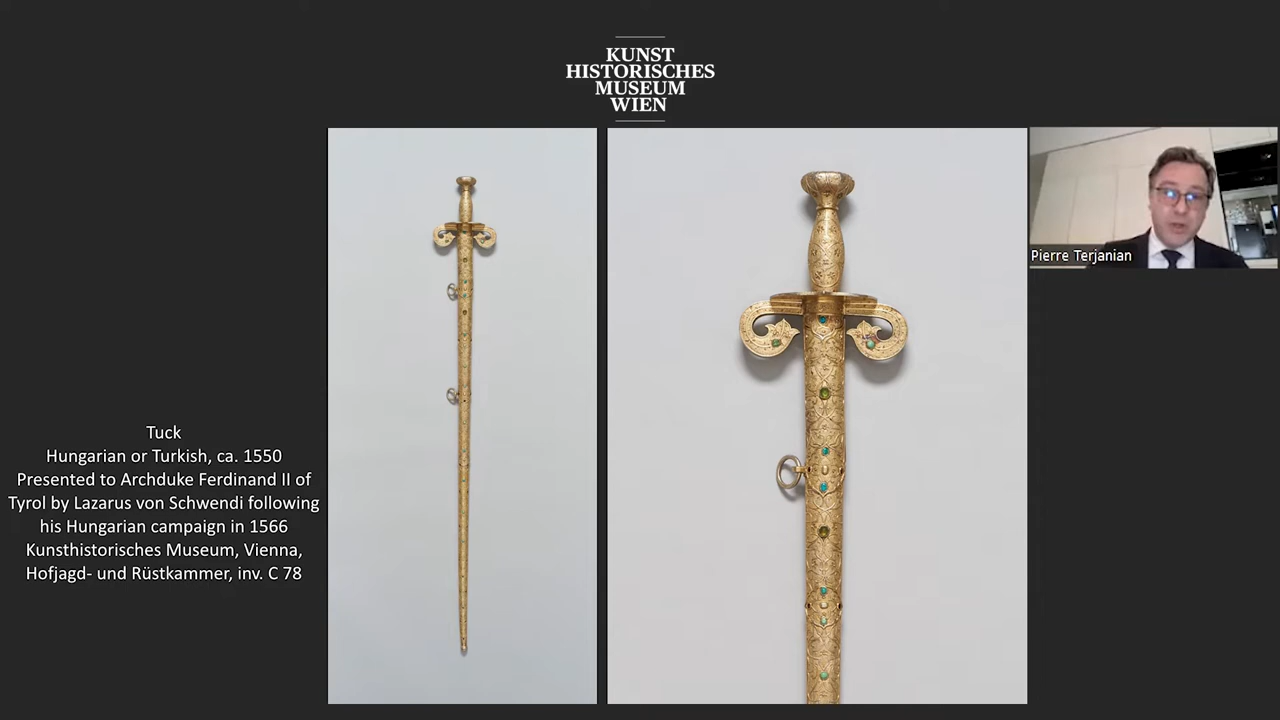 KUNST
HISTORISCHES
MUSEUM
WIEN
Pierre Terjanian
Tuck
Hungarian or Turkish, ca. 1550
Presented to Archduke Ferdinand II of
Tyrol by Lazarus von Schwendi following
his Hungarian campaign in 1566
Kunsthistorisches Museum, Vienna,
Hofjagd- und Rüstkammer, inv. C 78